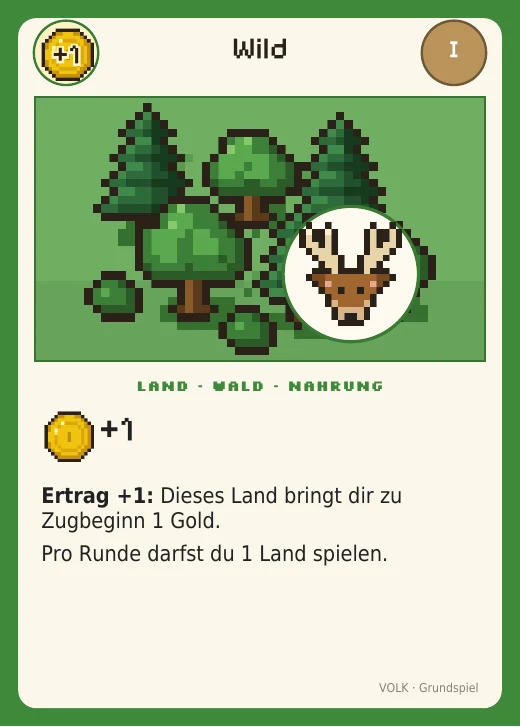 +1
Wild
I
LAND · WALD · NAHRUNG
+1
Ertrag +1: Dieses Land bringt dir zu
Zugbeginn 1 Gold.
Pro Runde darfst du 1 Land spielen.
VOLK · Grundspiel